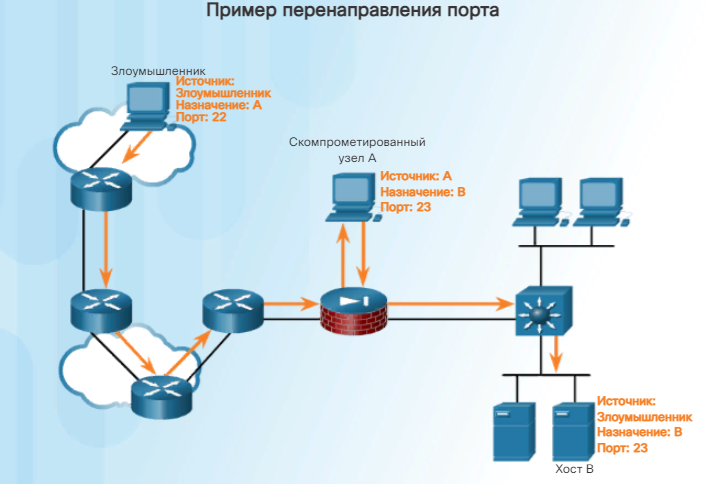 Пример перенаправления порта
Злоумышленник
Источник:
Злоумышленник
Назначение: А
Порт: 22
Скомпрометированный
узел А
Источник: А
Назначение: В
Порт: 23
Источник:
Злоумышленник
Назначение: В
Порт: 23
Хост В